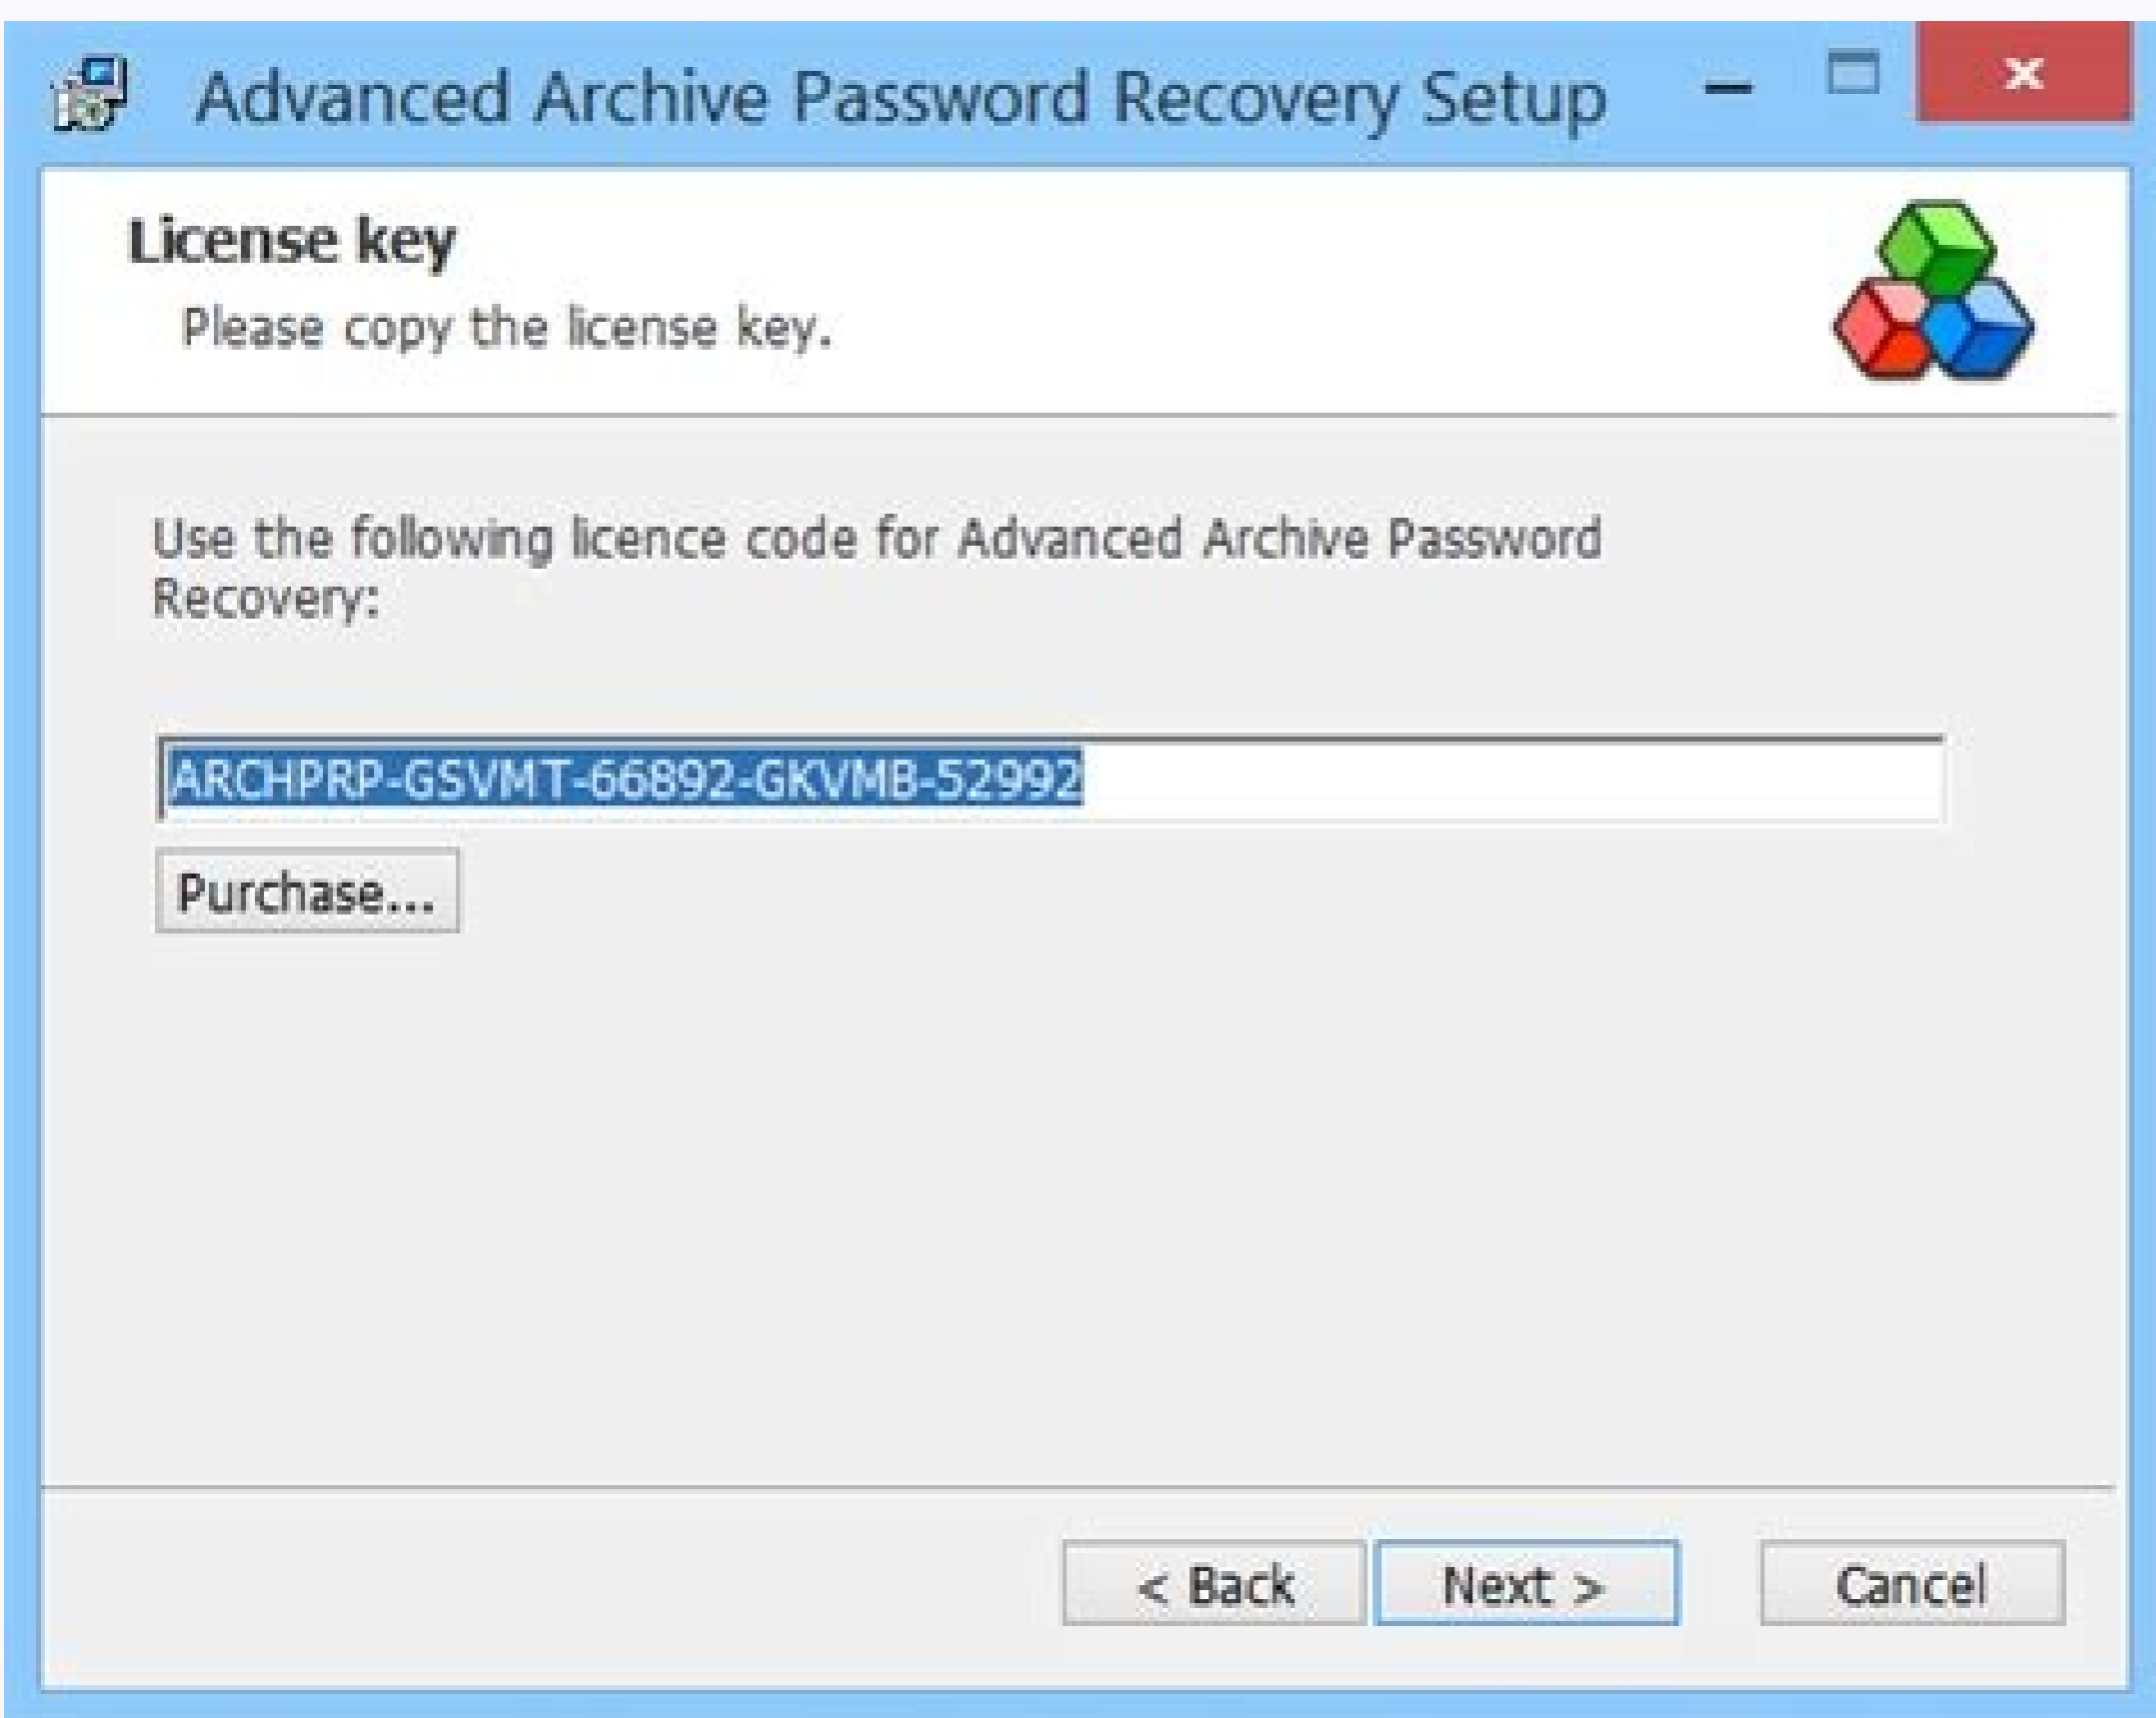 Advanced Archive Password Recovery Setup
License key
Please copy the license key.
Use the following licence code for Advanced Archive Password
Recovery:
ARCHPRP-GSVMT-66892-GKVMB-52992
Purchase...
< Back
Next >
Cancel